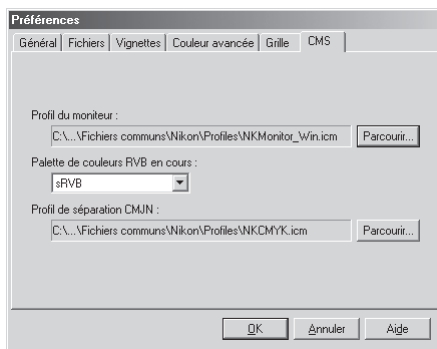 Préférences
Général Fichiers Vignettes Couleur avancée Grille CMS
Profil du moniteur :
C:\...\Fichiers communs\Nikon\Profiles\NKMonitor_Win.icm Parcourir...
Palette de couleurs RVB en cours :
sRVB
Profil de séparation CMJN :
C:\...\Fichiers communs\Nikon\Profiles\NKCMYK.icm Parcourir...
OK Annuler Aide